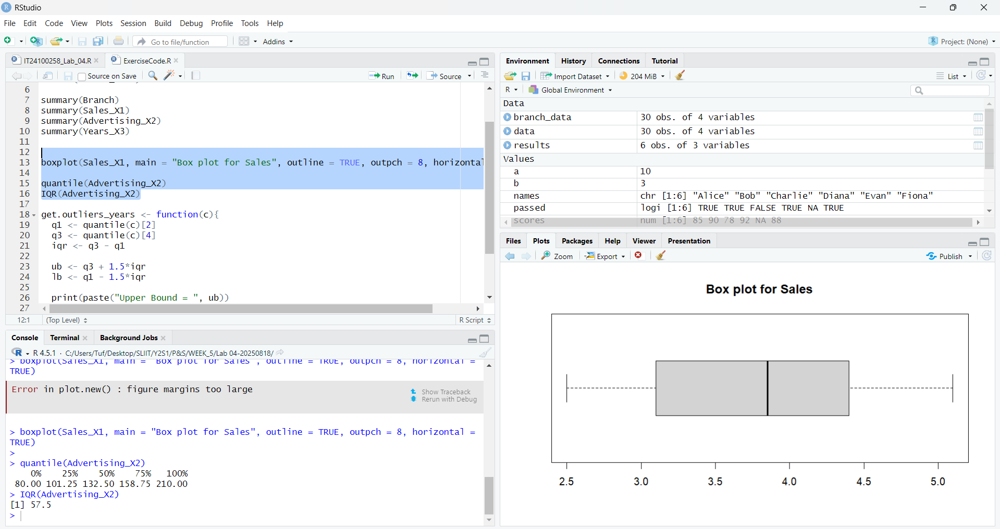 RStudio
File Edit Code View Plots Session Build Debug Profile Tools Help
Go to file/function Addins Project: (None)
IT24100258_Lab_04.R ExerciseCode.R
Source on Save Run Source
6
7 summary(Branch)
8 summary(Sales_X1)
9 summary(Advertising_X2)
10 summary(Years_X3)
11
12
13 boxplot(Sales_X1, main = "Box plot for Sales", outline = TRUE, outpch = 8, horizontal
14
15 quantile(Advertising_X2)
16 IQR(Advertising_X2)
17
18 get.outliers_years <- function(c){
19 q1 <- quantile(c)[2]
20 q3 <- quantile(c)[4]
21 iqr <- q3 - q1
22
23 ub <- q3 + 1.5*iqr
24 lb <- q1 - 1.5*iqr
25
26 print(paste("Upper Bound = ", ub))
27
12:1 (Top Level) R Script
Console Terminal Background Jobs
R R 4.5.1 · C:/Users/Tuf/Desktop/SLIIT/Y2S1/P&S/WEEK_5/Lab 04-20250818/
> boxplot(Sales_X1, main = "Box plot for Sales", outline = TRUE, outpch = 8, horizontal =
TRUE)
Error in plot.new() : figure margins too large
Show Traceback
Rerun with Debug
> boxplot(Sales_X1, main = "Box plot for Sales", outline = TRUE, outpch = 8, horizontal =
TRUE)
>
> quantile(Advertising_X2)
0% 25% 50% 75% 100%
80.00 101.25 132.50 158.75 210.00
> IQR(Advertising_X2)
[1] 57.5
>
Environment History Connections Tutorial
Import Dataset 204 MiB List
R Global Environment
Data
branch_data 30 obs. of 4 variables
data 30 obs. of 4 variables
results 6 obs. of 3 variables
Values
a 10
b 3
names chr [1:6] "Alice" "Bob" "Charlie" "Diana" "Evan" "Fiona"
passed logi [1:6] TRUE TRUE FALSE TRUE NA TRUE
scores num [1:6] 85 90 78 92 NA 88
Files Plots Packages Help Viewer Presentation
Zoom Export Publish
Box plot for Sales
2.5 3.0 3.5 4.0 4.5 5.0